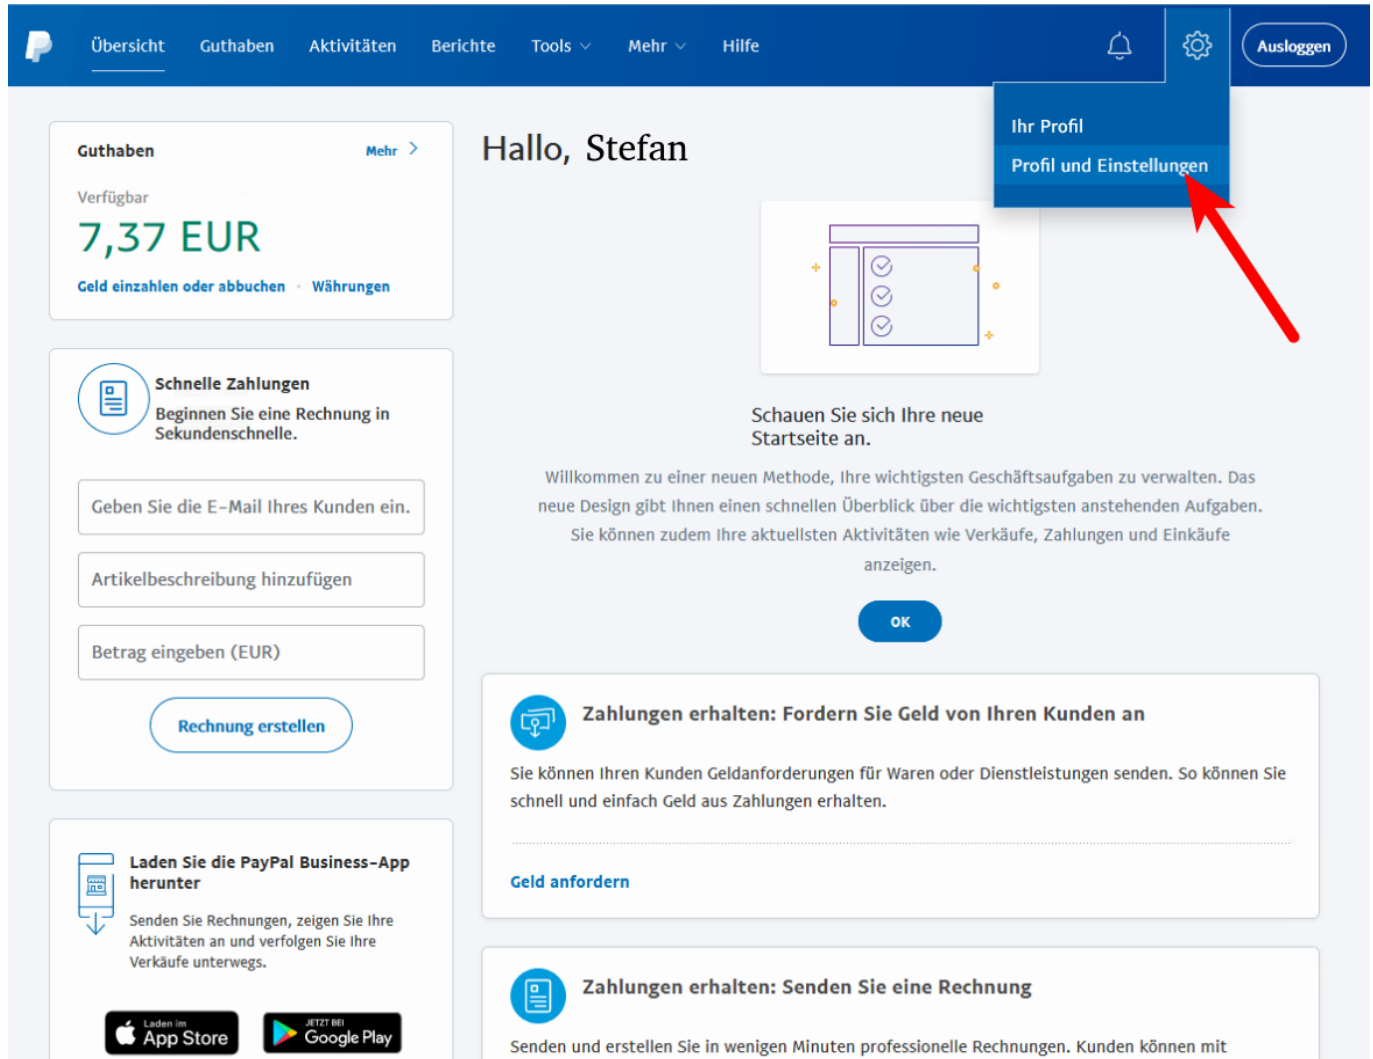 Übersicht Guthaben Aktivitäten Berichte Tools Mehr Hilfe Ausloggen
Ihr Profil
Profil und Einstellungen
Guthaben Mehr
Verfügbar
7,37 EUR
Geld einzahlen oder abbuchen · Währungen
Schnelle Zahlungen
Beginnen Sie eine Rechnung in
Sekundenschnelle.
Geben Sie die E-Mail Ihres Kunden ein.
Artikelbeschreibung hinzufügen
Betrag eingeben (EUR)
Rechnung erstellen
Laden Sie die PayPal Business-App
herunter
Senden Sie Rechnungen, zeigen Sie Ihre
Aktivitäten an und verfolgen Sie Ihre
Verkäufe unterwegs.
Laden im
App Store
JETZT BEI
Google Play
Hallo, Stefan
Schauen Sie sich Ihre neue
Startseite an.
Willkommen zu einer neuen Methode, Ihre wichtigsten Geschäftsaufgaben zu verwalten. Das
neue Design gibt Ihnen einen schnellen Überblick über die wichtigsten anstehenden Aufgaben.
Sie können zudem Ihre aktuellsten Aktivitäten wie Verkäufe, Zahlungen und Einkäufe
anzeigen.
OK
Zahlungen erhalten: Fordern Sie Geld von Ihren Kunden an
Sie können Ihren Kunden Geldanforderungen für Waren oder Dienstleistungen senden. So können Sie
schnell und einfach Geld aus Zahlungen erhalten.
Geld anfordern
Zahlungen erhalten: Senden Sie eine Rechnung
Senden und erstellen Sie in wenigen Minuten professionelle Rechnungen. Kunden können mit